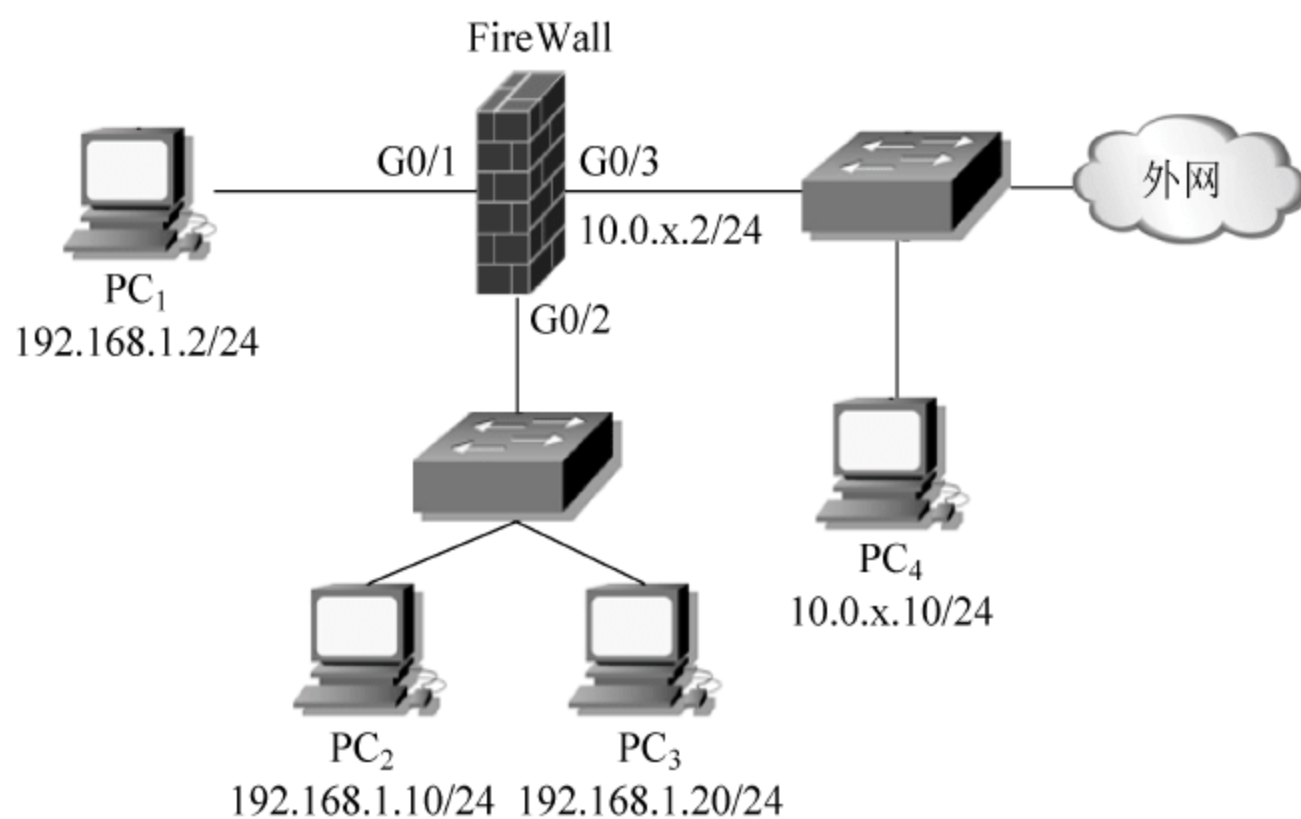 FireWall
G0/1
G0/3
外网
10.0.x.2/24
PC1
192.168.1.2/24
G0/2
PC4
10.0.x.10/24
PC2
PC3
192.168.1.10/24
192.168.1.20/24